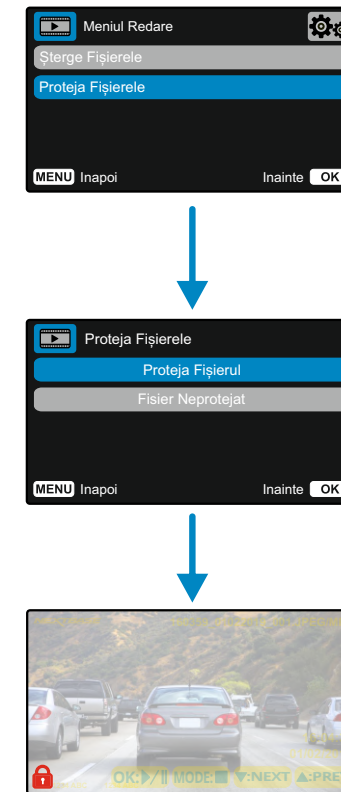 Meniul Redare
Șterge Fișierele
Proteja Fișierele
MENU Inapoi Inainte OK
Proteja Fișierele
Proteja Fișierul
Fisier Neprotejat
MENU Inapoi Inainte OK
OK:▶/II MODE:■ ▼:NEXT ▲:PRE